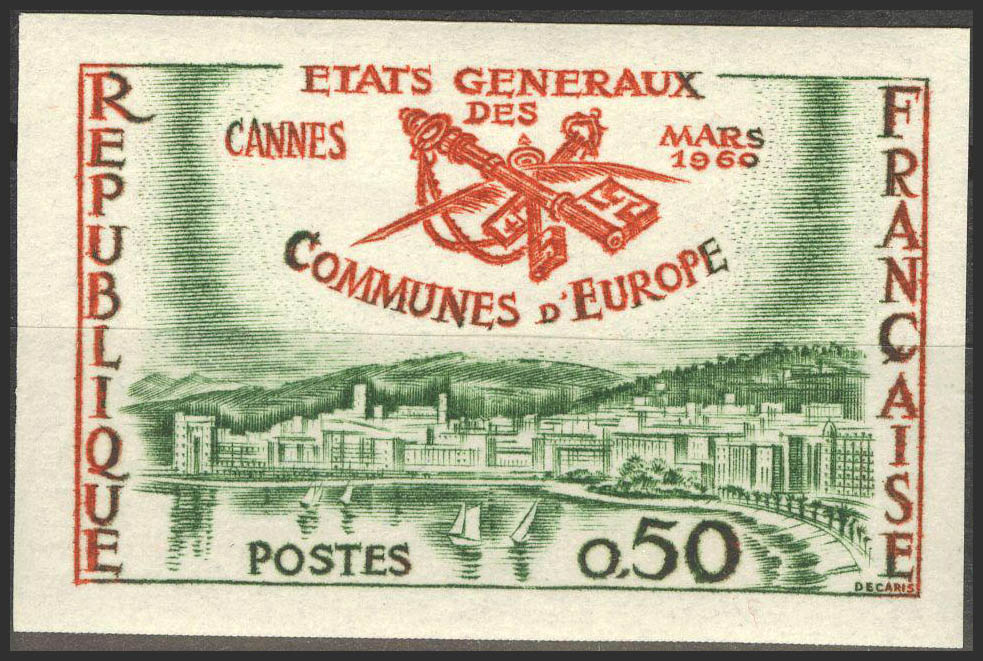 REPUBLIQUE
ETATS GENERAUX
DES
CANNES
MARS
1960
COMMUNES D'EUROPE
FRANÇAISE
POSTES
0,50
DECARIS